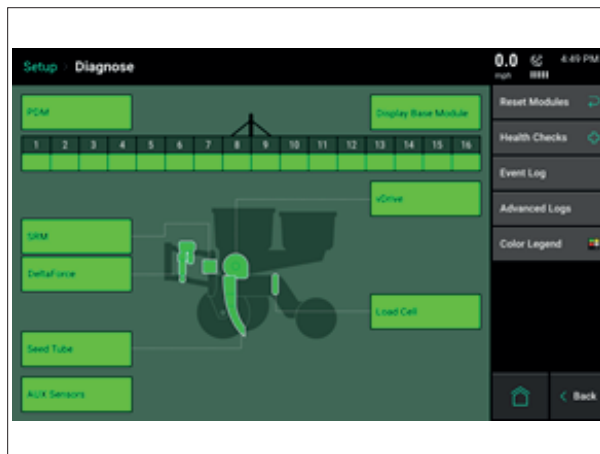 Setup Diagnose
0.0 4:49 PM
mph
PDM
Display Base Module
1 2 3 4 5 6 7 8 9 10 11 12 13 14 15 16
vDrive
SRM
DeltaForce
Load Cell
Seed Tube
AUX Sensors
Reset Modules
Health Checks
Event Log
Advanced Logs
Color Legend
< Back